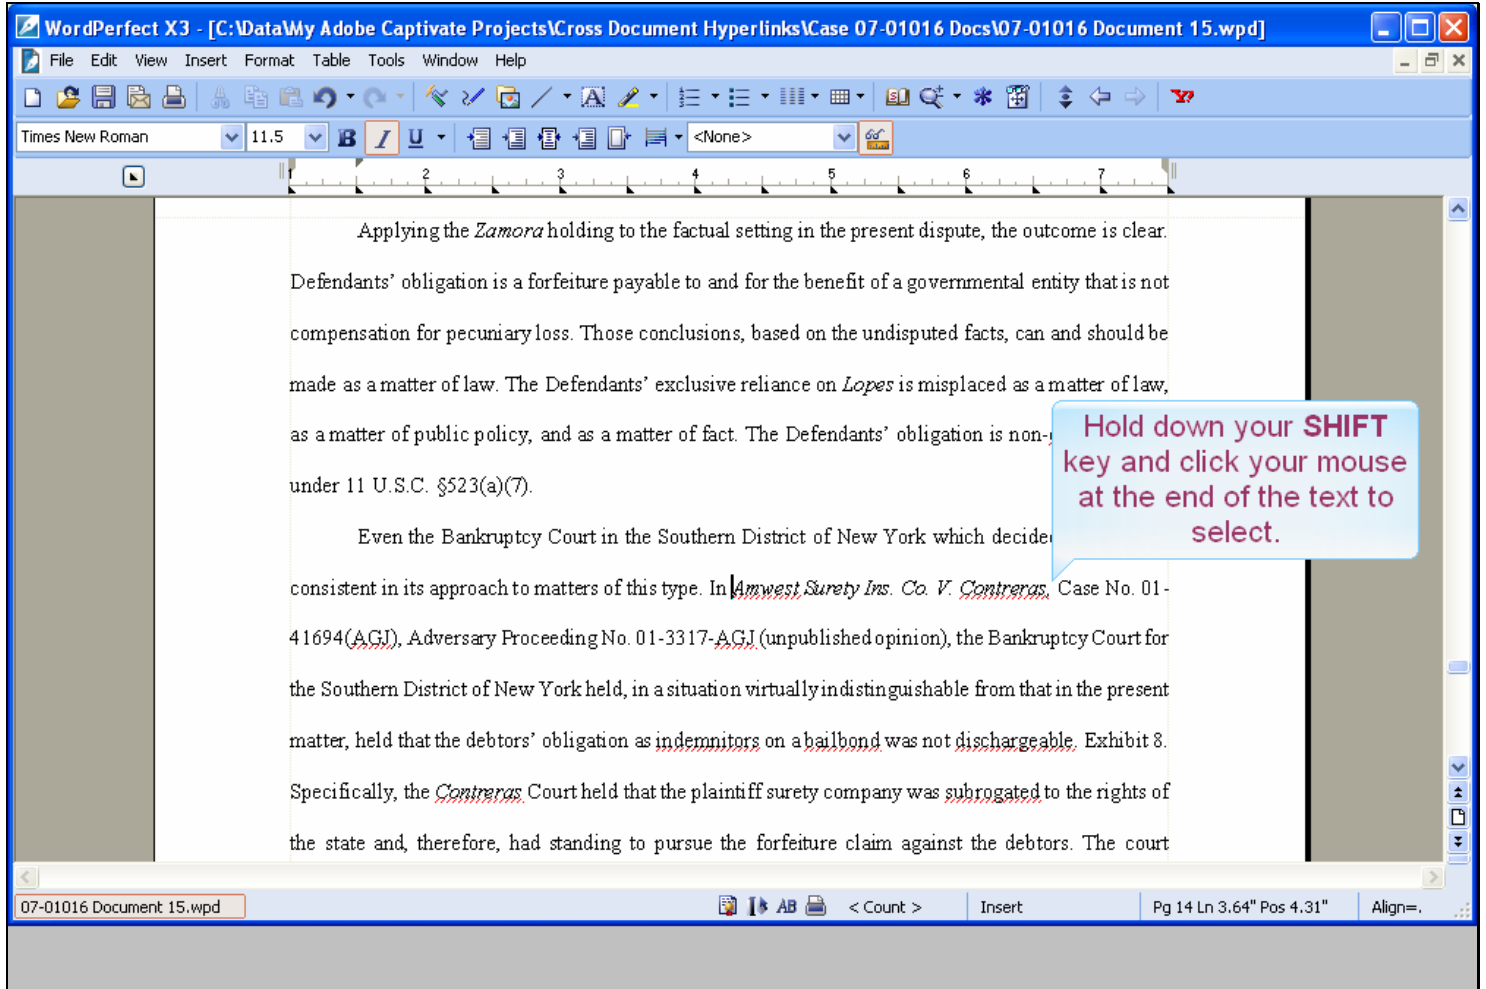 WordPerfect X3 - [C:\Data\My Adobe Captivate Projects\Cross Document Hyperlinks\Case 07-01016 Docs\07-01016 Document 15.wpd]
File Edit View Insert Format Table Tools Window Help
Times New Roman 11.5 B I U <None>
1 2 3 4 5 6 7
Applying the Zamora holding to the factual setting in the present dispute, the outcome is clear.
Defendants’ obligation is a forfeiture payable to and for the benefit of a governmental entity that is not
compensation for pecuniary loss. Those conclusions, based on the undisputed facts, can and should be
made as a matter of law. The Defendants’ exclusive reliance on Lopes is misplaced as a matter of law,
as a matter of public policy, and as a matter of fact. The Defendants’ obligation is non-
under 11 U.S.C. §523(a)(7).
Hold down your SHIFT
key and click your mouse
at the end of the text to
select.
Even the Bankruptcy Court in the Southern District of New York which decide
consistent in its approach to matters of this type. In Amwest Surety Ins. Co. V. Contreras, Case No. 01-
41694(AGJ), Adversary Proceeding No. 01-3317-AGJ (unpublished opinion), the Bankruptcy Court for
the Southern District of New York held, in a situation virtually indistinguishable from that in the present
matter, held that the debtors’ obligation as indemnitors on a bailbond was not dischargeable. Exhibit 8.
Specifically, the Contreras Court held that the plaintiff surety company was subrogated to the rights of
the state and, therefore, had standing to pursue the forfeiture claim against the debtors. The court
07-01016 Document 15.wpd AB < Count > Insert Pg 14 Ln 3.64" Pos 4.31" Align=.